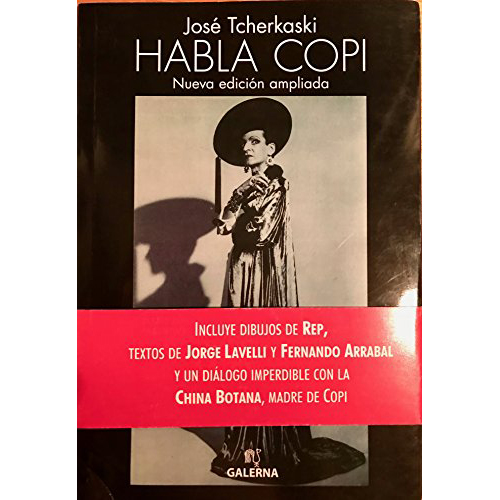 José Tcherkaski
HABLA COPI
Nueva edición ampliada
INCLUYE DIBUJOS DE REP,
TEXTOS DE JORGE LAVELLI Y FERNANDO ARRABAL
Y UN DIÁLOGO IMPERDIBLE CON LA
CHINA BOTANA, MADRE DE COPI
GALERNA